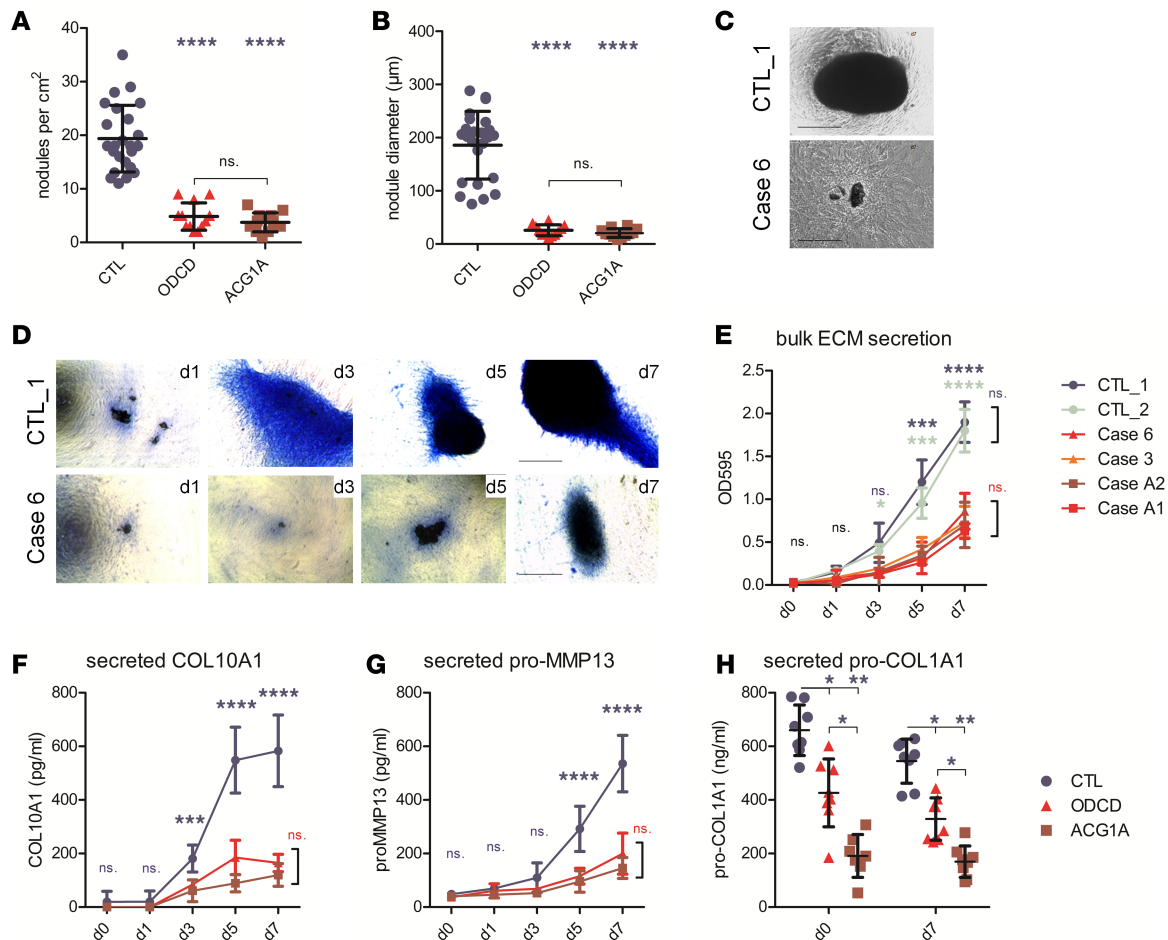 A
nodules per cm2
40
30
20
10
0
**** ****
ns.
CTL
ODCD
ACG1A
B
nodule diameter (µm)
400
300
200
100
0
**** ****
ns.
CTL
ODCD
ACG1A
C
CTL_1
Case 6
D
CTL_1
d1
d3
d5
d7
Case 6
d1
d3
d5
d7
E
bulk ECM secretion
OD595
2.5
2.0
1.5
1.0
0.5
0.0
ns.
ns.
ns.
*
***
***
****
****
ns.
ns.
d0
d1
d3
d5
d7
CTL_1
CTL_2
Case 6
Case 3
Case A2
Case A1
F
secreted COL10A1
COL10A1 (pg/ml)
800
600
400
200
0
ns.
ns.
***
****
****
ns.
d0
d1
d3
d5
d7
G
secreted pro-MMP13
proMMP13 (pg/ml)
800
600
400
200
0
ns.
ns.
ns.
****
****
ns.
d0
d1
d3
d5
d7
H
secreted pro-COL1A1
pro-COL1A1 (ng/ml)
800
600
400
200
0
* **
*
* **
*
d0
d7
CTL
ODCD
ACG1A